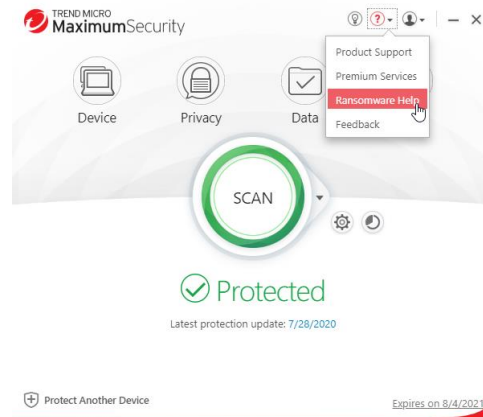 TREND MICRO
MaximumSecurity
?
Product Support
Premium Services
Ransomware Help
Feedback
Device
Privacy
Data
SCAN
Protected
Latest protection update: 7/28/2020
Protect Another Device
Expires on 8/4/2021